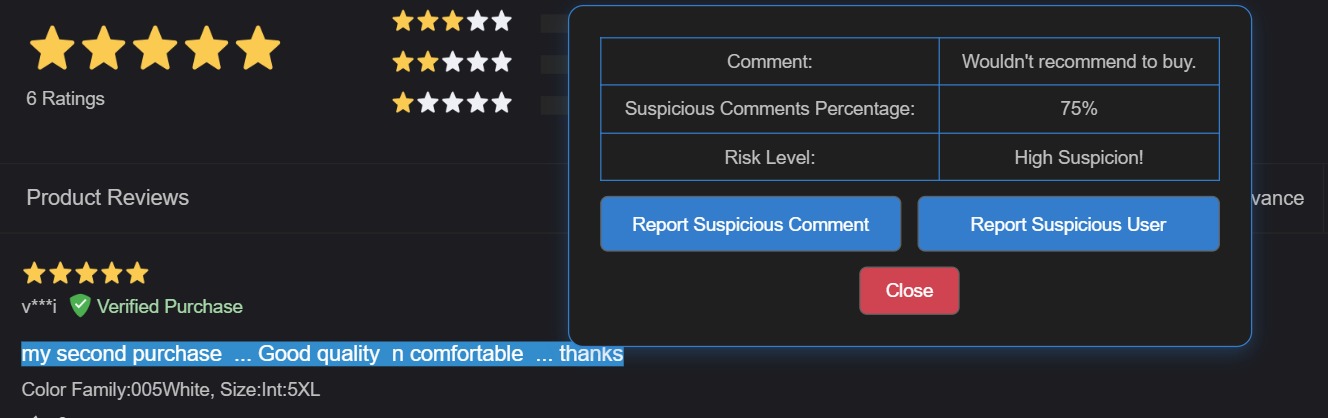 6 Ratings
Comment: Wouldn't recommend to buy.
Suspicious Comments Percentage: 75%
Risk Level: High Suspicion!
Report Suspicious Comment Report Suspicious User
Close
Product Reviews
vance
v***i Verified Purchase
my second purchase ... Good quality n comfortable ... thanks
Color Family:005White, Size:Int:5XL